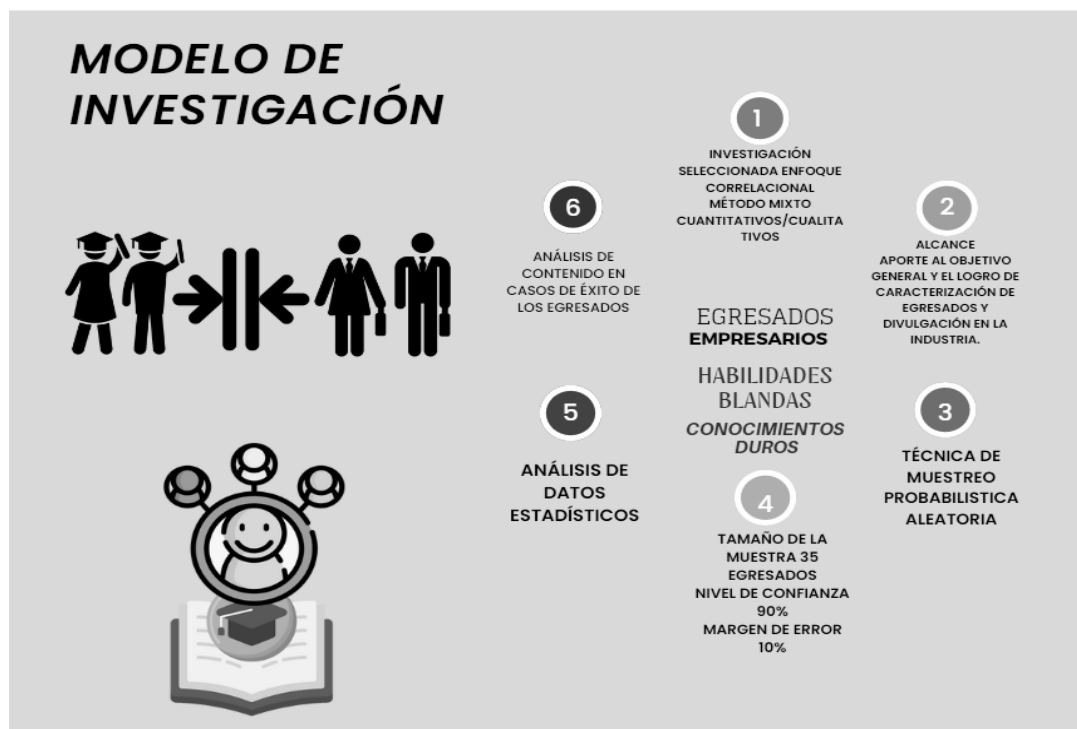 MODELO DE
INVESTIGACIÓN
1
INVESTIGACIÓN
SELECCIONADA ENFOQUE
CORRELACIONAL
MÉTODO MIXTO
CUANTITATIVOS/CUALITA
TIVOS
2
ALCANCE
APORTE AL OBJETIVO
GENERAL Y EL LOGRO DE
CARACTERIZACIÓN DE
EGRESADOS Y
DIVULGACIÓN EN LA
INDUSTRIA.
3
TÉCNICA DE
MUESTREO
PROBABILISTICA
ALEATORIA
4
TAMAÑO DE LA
MUESTRA 35
EGRESADOS
NIVEL DE CONFIANZA
90%
MARGEN DE ERROR
10%
5
ANÁLISIS DE
DATOS
ESTADÍSTICOS
6
ANÁLISIS DE
CONTENIDO EN
CASOS DE ÉXITO DE
LOS EGRESADOS
EGRESADOS
EMPRESARIOS
HABILIDADES
BLANDAS
CONOCIMIENTOS
DUROS